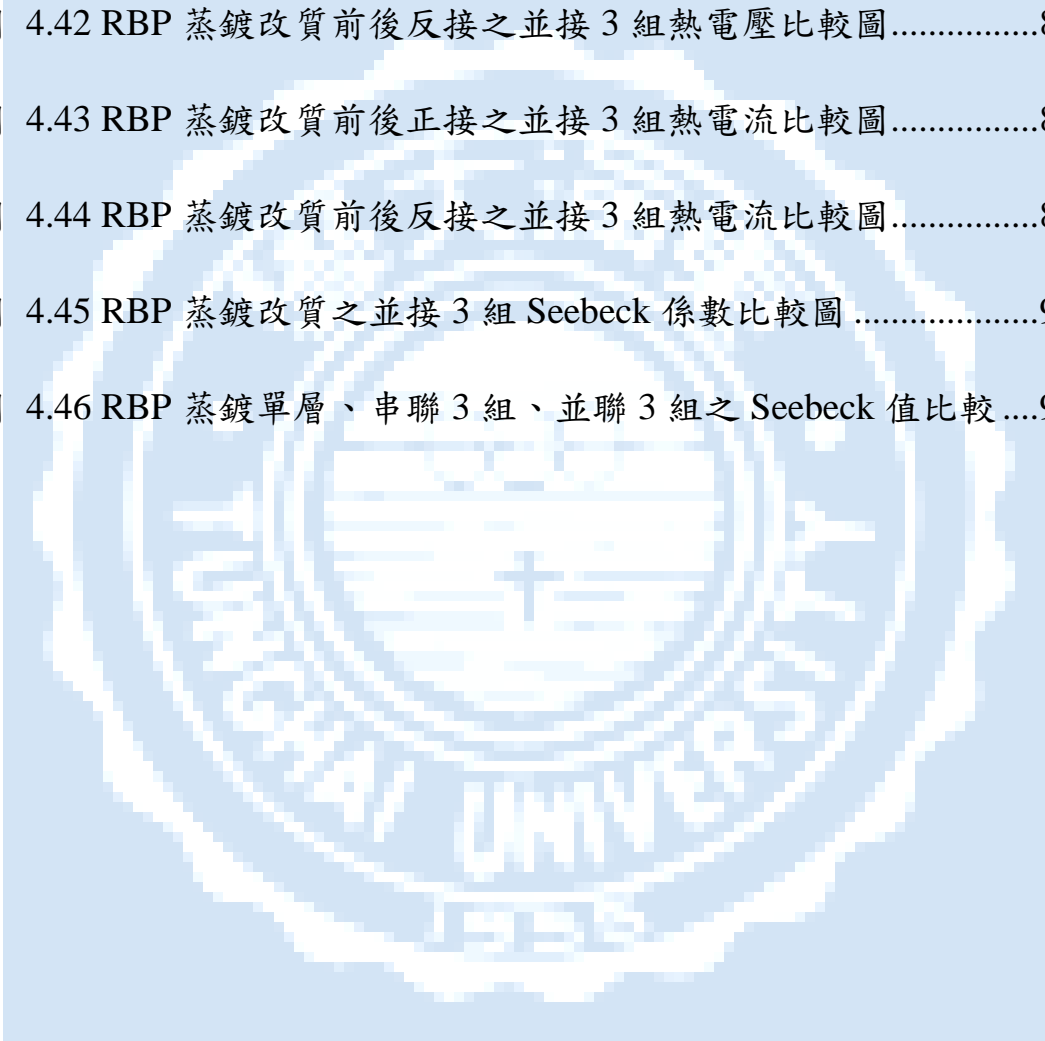 4.42 RBP 蒸鍍改質前後反接之並接 3 組熱電壓比較圖................8
4.43 RBP 蒸鍍改質前後正接之並接 3 組熱電流比較圖................8
4.44 RBP 蒸鍍改質前後反接之並接 3 組熱電流比較圖................8
4.45 RBP 蒸鍍改質之並接 3 組 Seebeck 係數比較圖 ....................9
4.46 RBP 蒸鍍單層、串聯 3 組、並聯 3 組之 Seebeck 值比較 ....9
TUNGHAI UNIVERSITY